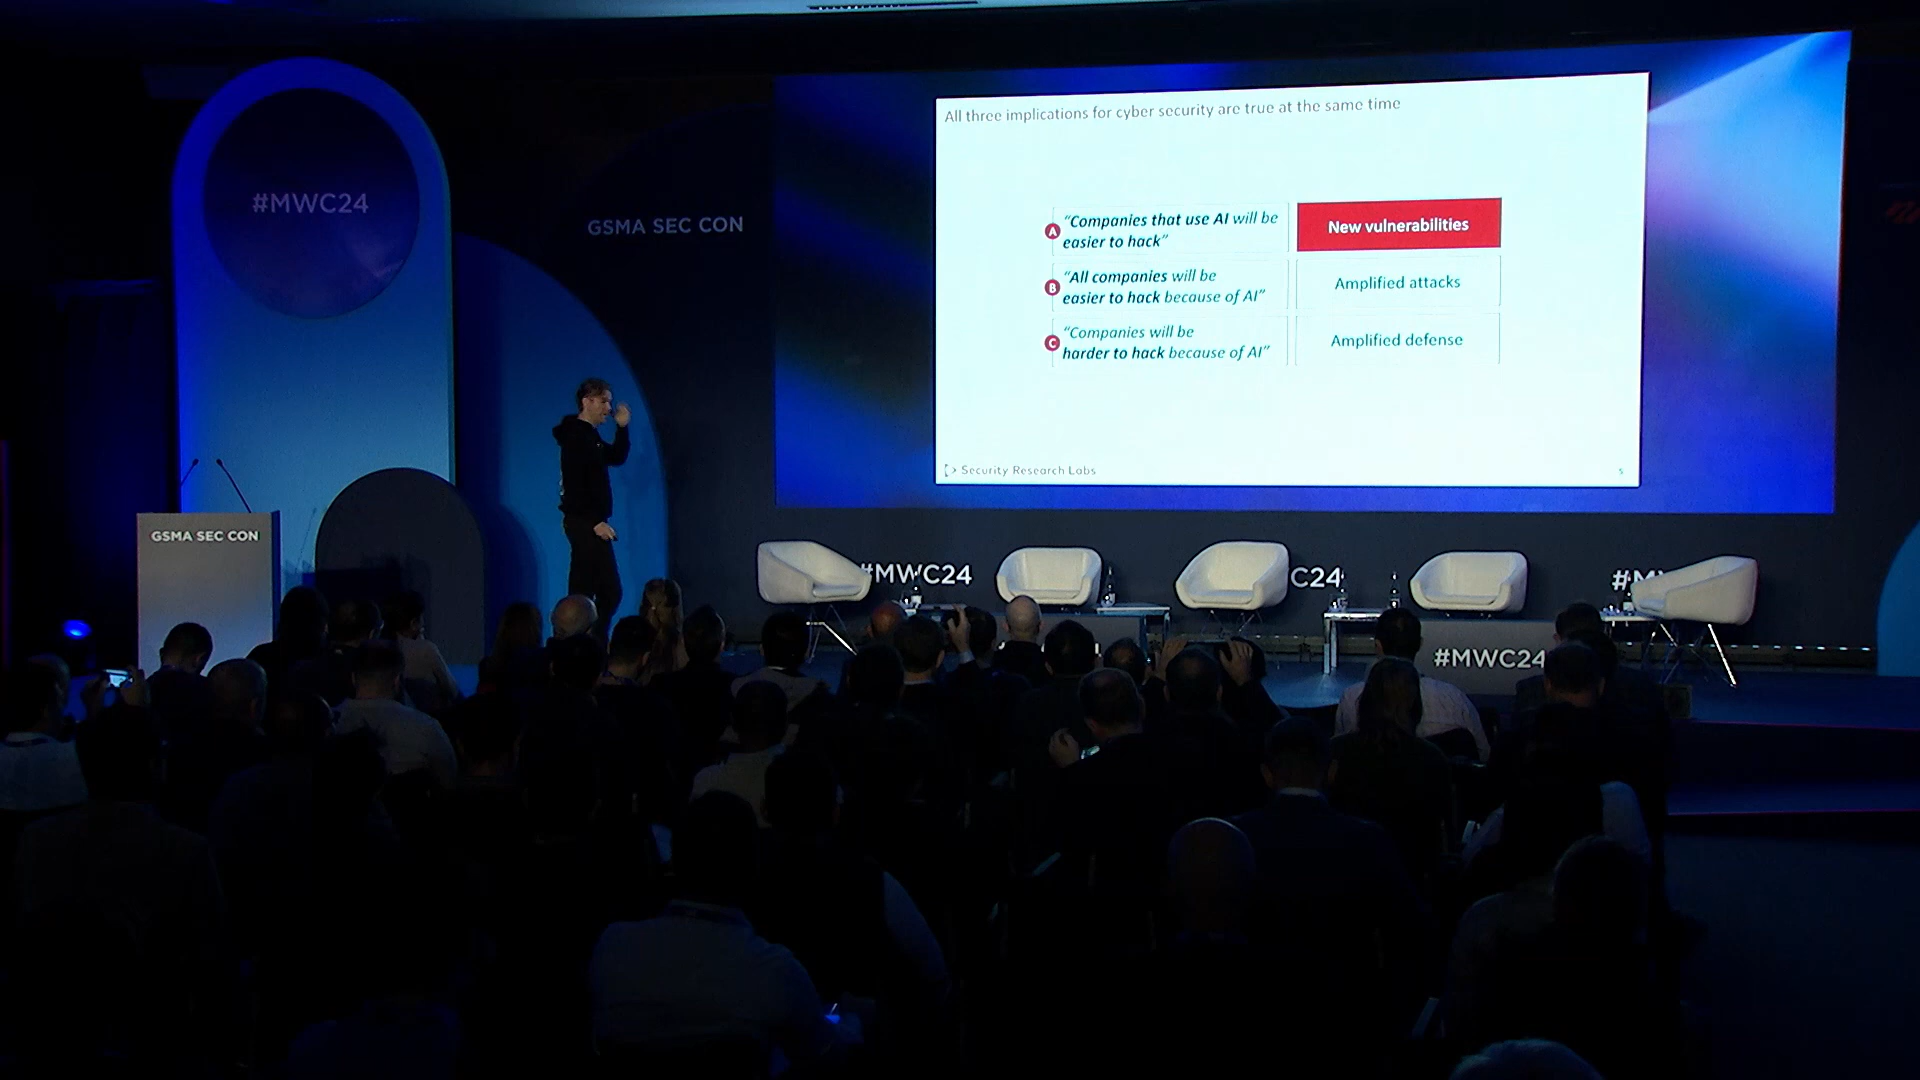 #MWC24
GSMA SEC CON
All three implications for cyber security are true at the same time
A
"Companies that use AI will be
easier to hack"
New vulnerabilities
B
"All companies will be
easier to hack because of AI"
Amplified attacks
C
"Companies will be
harder to hack because of AI"
Amplified defense
Security Research Labs
5
GSMA SEC CON
#MWC24
C24
#M
#MWC24